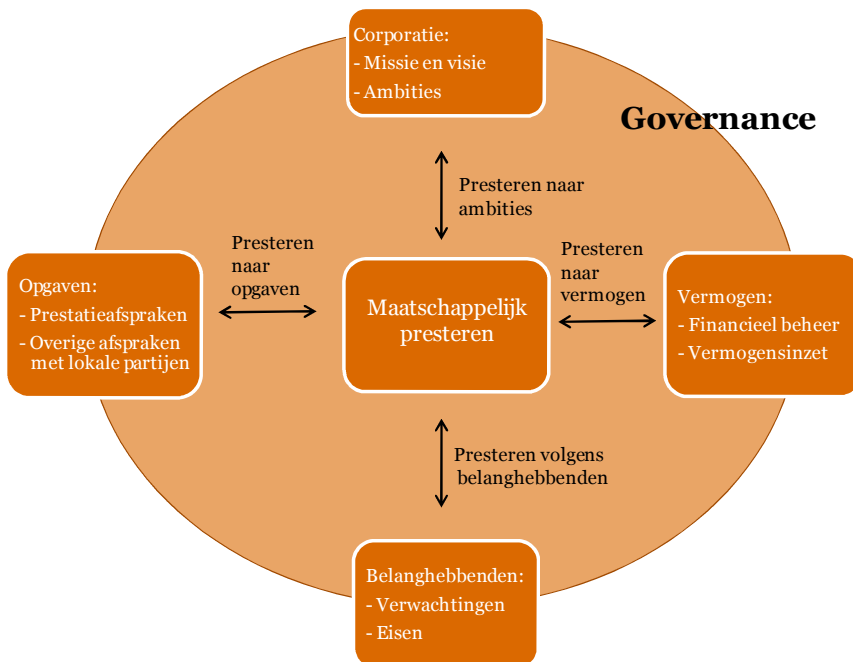 Corporatie:
- Missie en visie
- Ambities
Governance
Presteren naar
ambities
Presteren
naar
opgaven
Presteren
naar
vermogen
Opgaven:
- Prestatieafspraken
- Overige afspraken
met lokale partijen
Maatschappelijk
presteren
Vermogen:
- Financieel beheer
- Vermogensinzet
Presteren volgens
belanghebbenden
Belanghebbenden:
- Verwachtingen
- Eisen